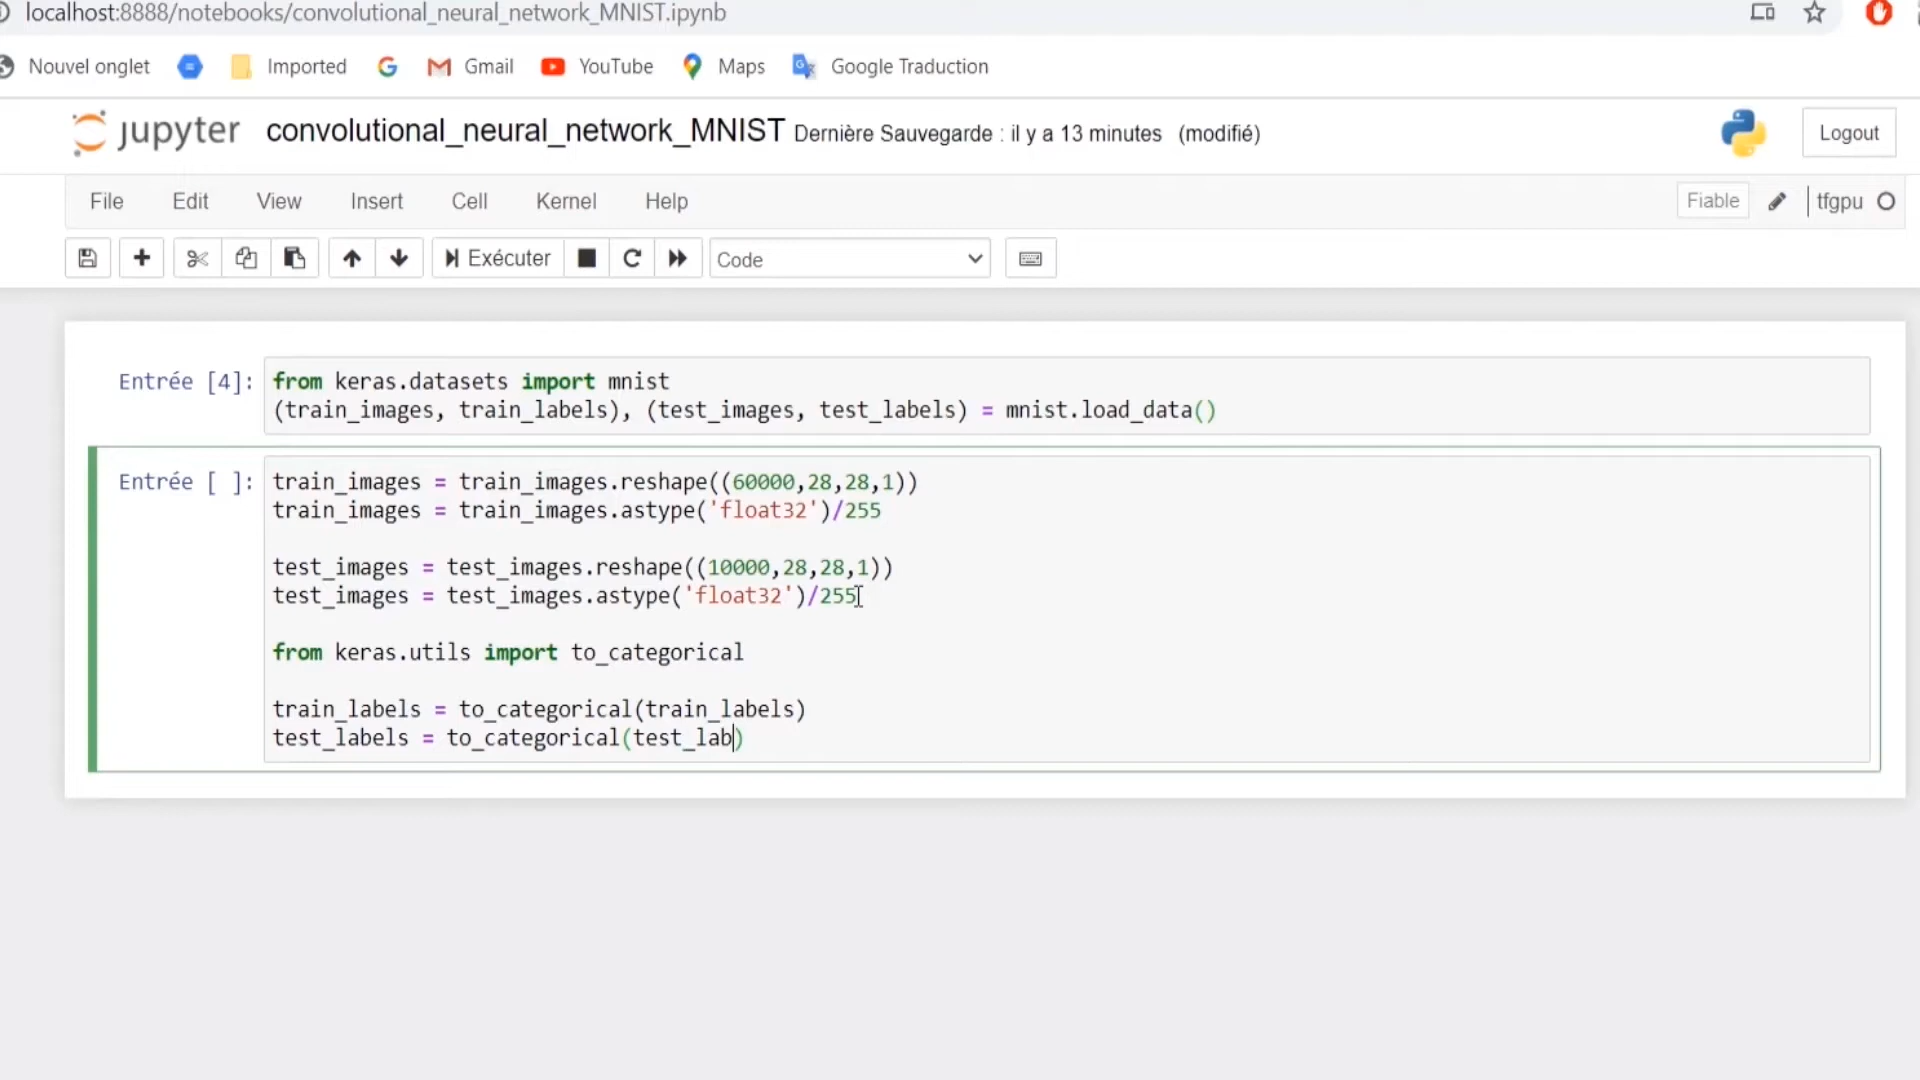 localhost:8888/notebooks/convolutional_neural_network_MNIST.ipynb
Nouvel onglet Imported Gmail YouTube Maps Google Traduction
jupyter convolutional_neural_network_MNIST Dernière Sauvegarde : il y a 13 minutes (modifié) Logout
File Edit View Insert Cell Kernel Help Fiable tfgpu
Exécuter Code
Entrée [4]: from keras.datasets import mnist
(train_images, train_labels), (test_images, test_labels) = mnist.load_data()
Entrée [ ]: train_images = train_images.reshape((60000,28,28,1))
train_images = train_images.astype('float32')/255
test_images = test_images.reshape((10000,28,28,1))
test_images = test_images.astype('float32')/255
from keras.utils import to_categorical
train_labels = to_categorical(train_labels)
test_labels = to_categorical(test_lab)